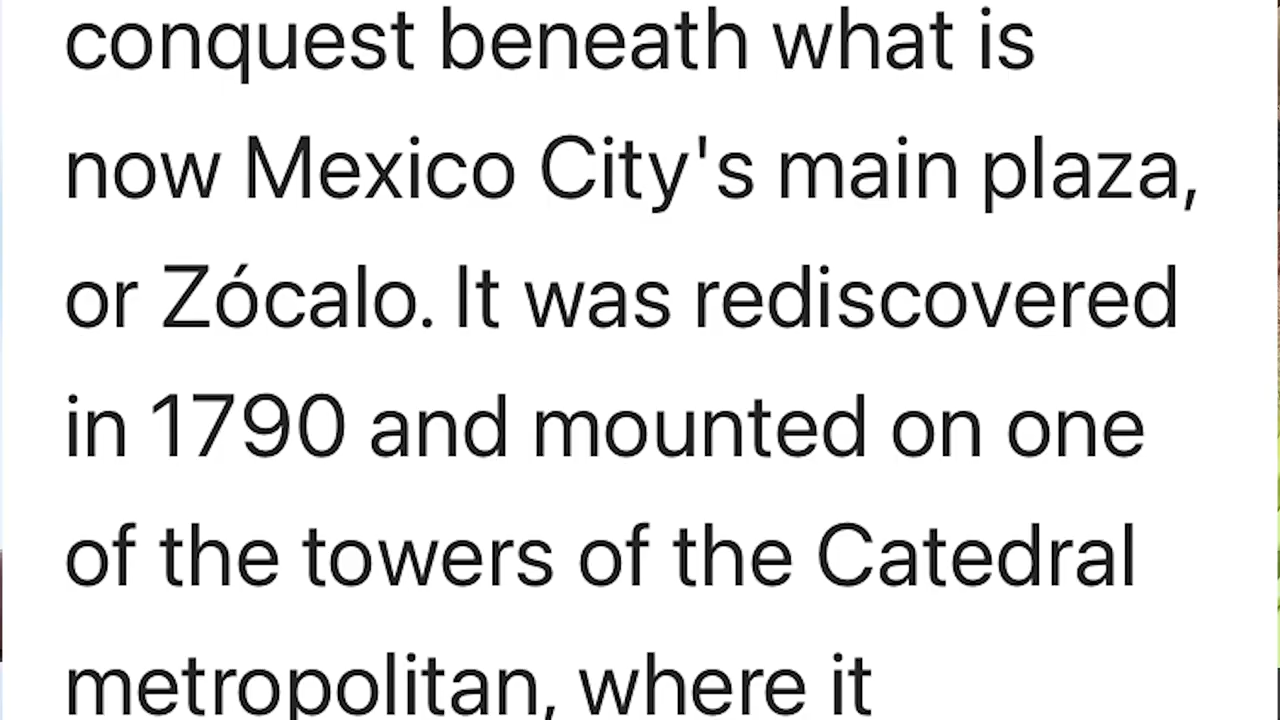 conquest beneath what is
now Mexico City's main plaza,
or Zócalo. It was rediscovered
in 1790 and mounted on one
of the towers of the Catedral
metropolitan, where it